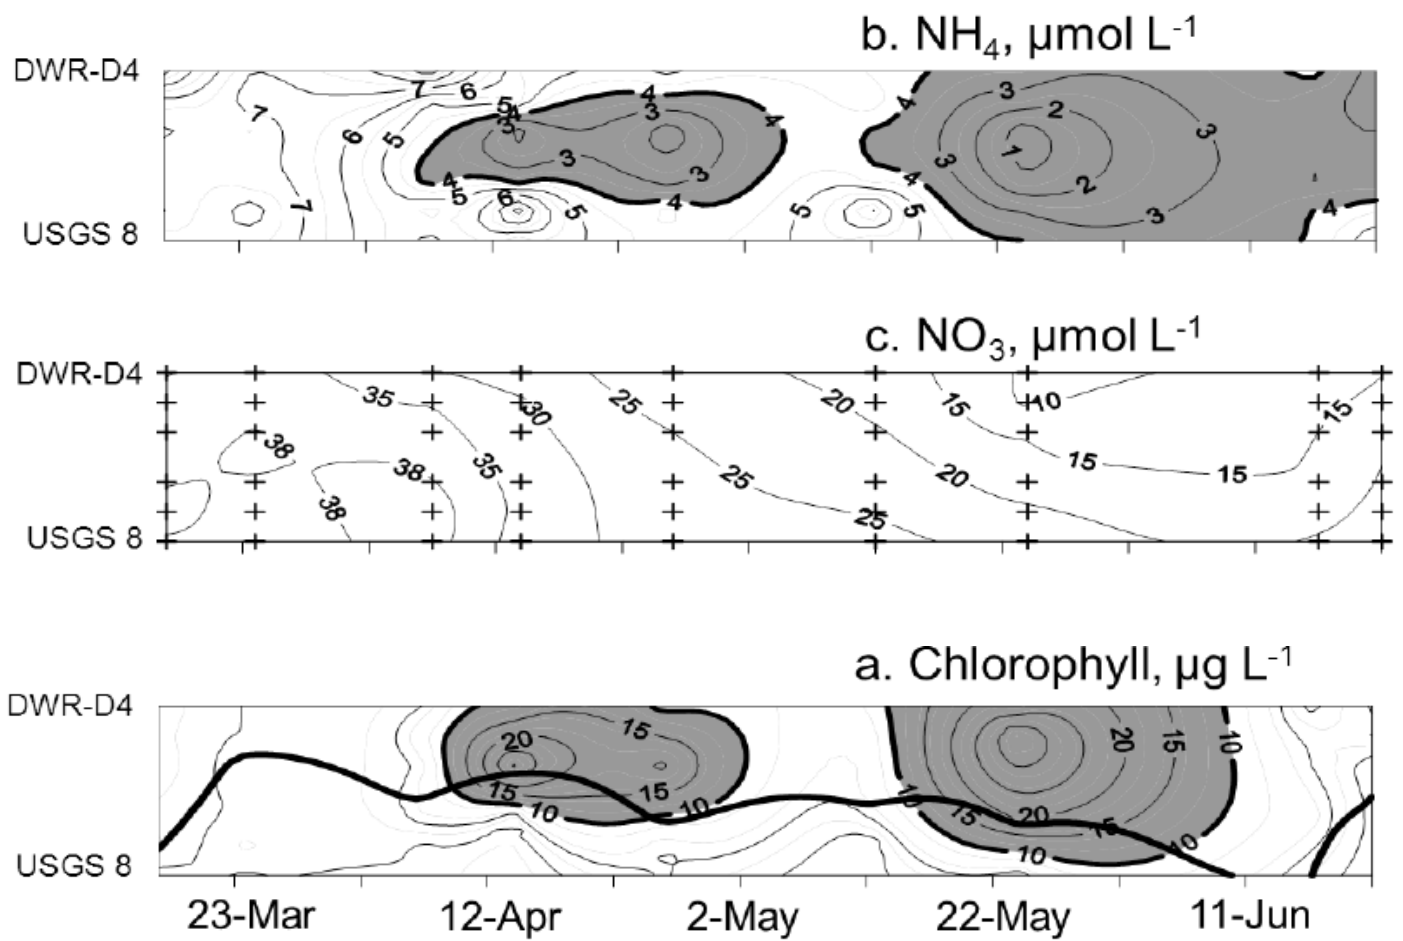 b. NH4, µmol L-1
DWR-D4
7 6 5 4 4 3 3 4 4 3 2 3
7 6 5 3 3 3 1 2
4 5 6 5 4 5 5 4 3 4
7
USGS 8
c. NO3, µmol L-1
DWR-D4
35 30 25 20 15 10 15
38 38 35 25 20 15 15
38 25
USGS 8
a. Chlorophyll, µg L-1
DWR-D4
20 15 20 15 10
15 10 15 10 10 15 20 15 10
10
USGS 8
23-Mar 12-Apr 2-May 22-May 11-Jun